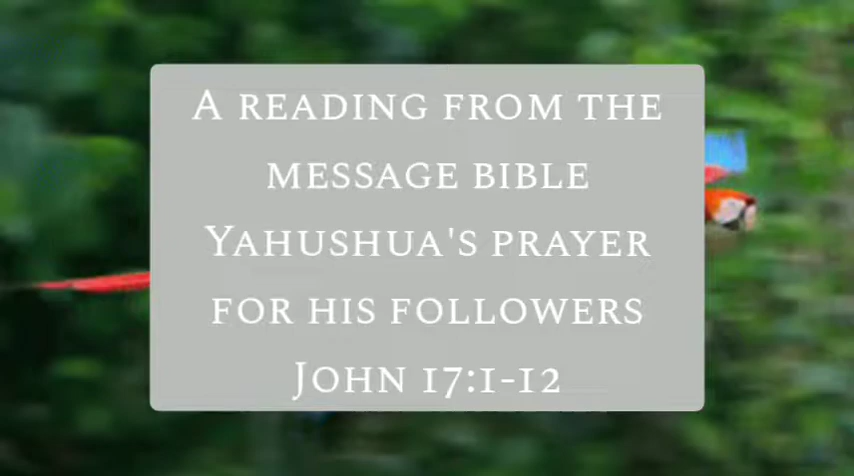 A reading from the
message bible
Yahushua's prayer
for his followers
John 17:1-12